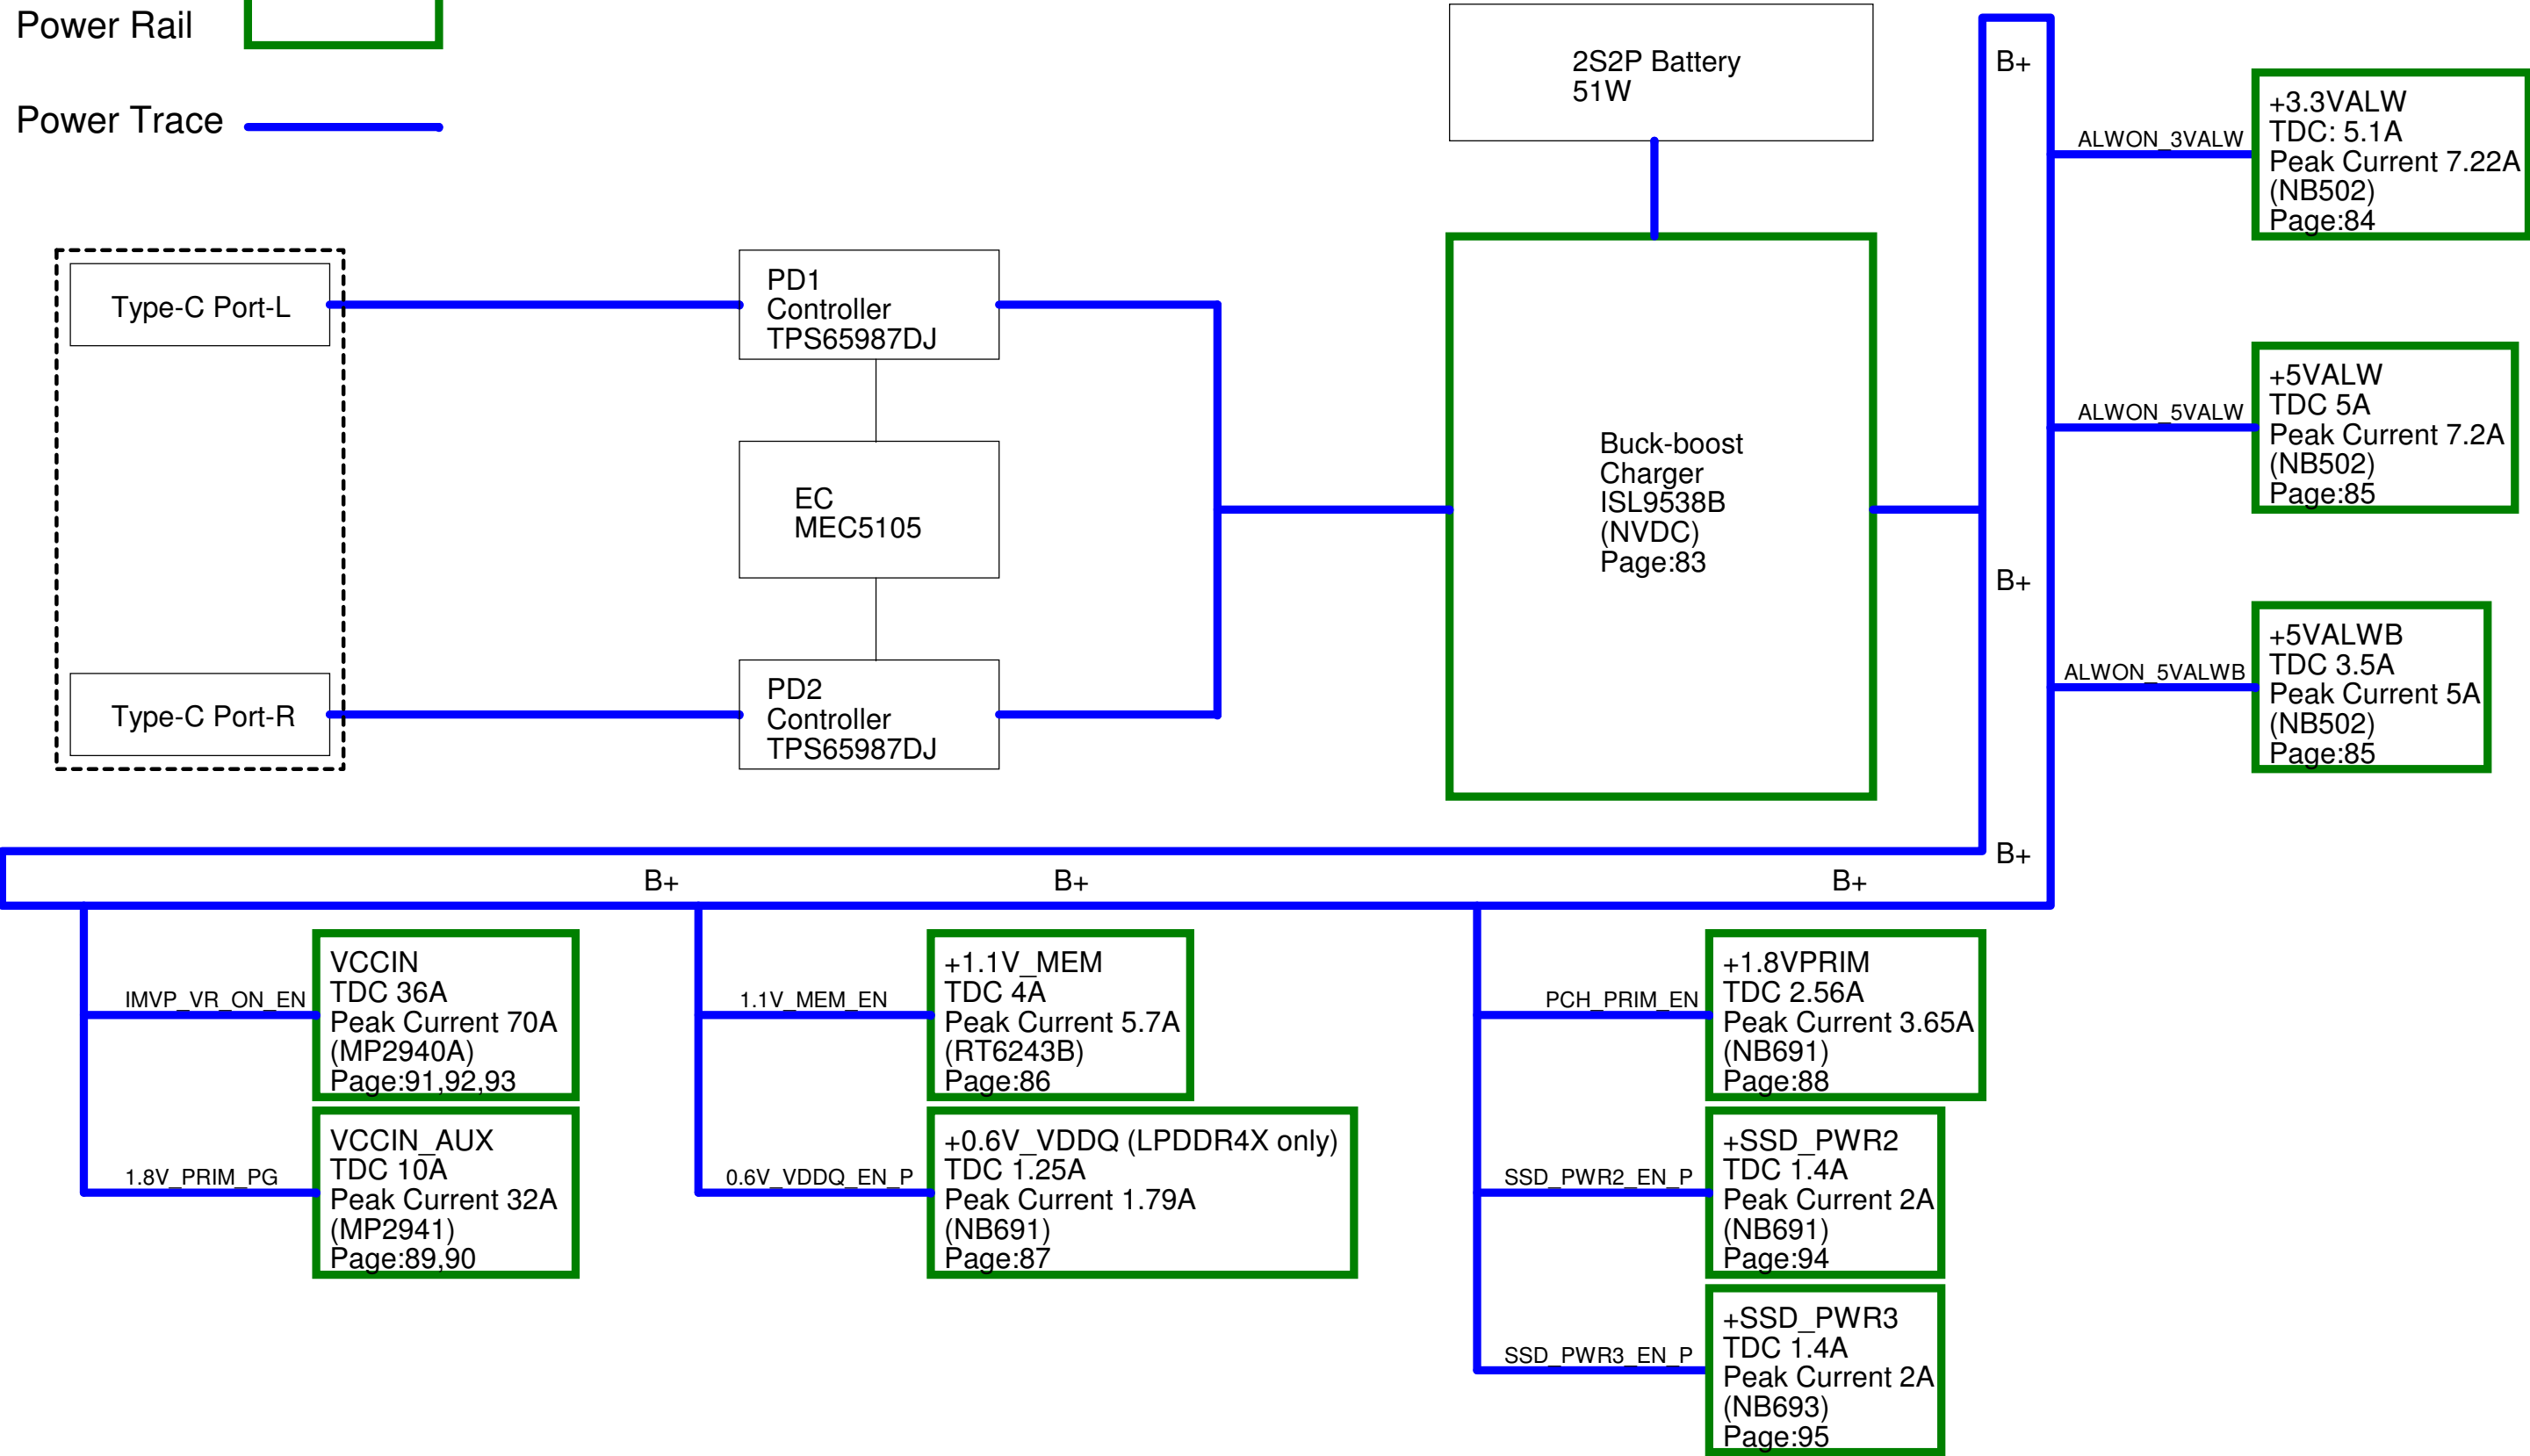 Power Rail
Power Trace
2S2P Battery
51W
B+
+3.3VALW
TDC: 5.1A
Peak Current 7.22A
(NB502)
Page:84
ALWON_3VALW
Type-C Port-L
PD1
Controller
TPS65987DJ
EC
MEC5105
Type-C Port-R
PD2
Controller
TPS65987DJ
Buck-boost
Charger
ISL9538B
(NVDC)
Page:83
ALWON_5VALW
+5VALW
TDC 5A
Peak Current 7.2A
(NB502)
Page:85
B+
ALWON_5VALWB
+5VALWB
TDC 3.5A
Peak Current 5A
(NB502)
Page:85
B+
B+
B+
B+
IMVP_VR_ON_EN
VCCIN
TDC 36A
Peak Current 70A
(MP2940A)
Page:91,92,93
1.8V_PRIM_PG
VCCIN_AUX
TDC 10A
Peak Current 32A
(MP2941)
Page:89,90
1.1V_MEM_EN
+1.1V_MEM
TDC 4A
Peak Current 5.7A
(RT6243B)
Page:86
0.6V_VDDQ_EN_P
+0.6V_VDDQ (LPDDR4X only)
TDC 1.25A
Peak Current 1.79A
(NB691)
Page:87
PCH_PRIM_EN
+1.8VPRIM
TDC 2.56A
Peak Current 3.65A
(NB691)
Page:88
SSD_PWR2_EN_P
+SSD_PWR2
TDC 1.4A
Peak Current 2A
(NB691)
Page:94
SSD_PWR3_EN_P
+SSD_PWR3
TDC 1.4A
Peak Current 2A
(NB693)
Page:95